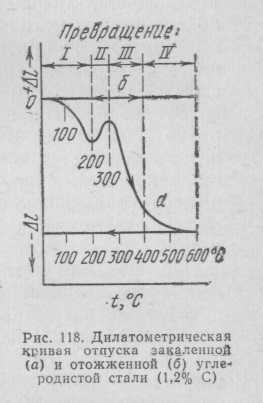 Превращение:
I II III IV
+Δl
0
б
100
200
300
а
-Δl
100 200 300 400 500 600 °C
t,°C
Рис. 118. Дилатометрическая
кривая отпуска закаленной
(а) и отожженной (б) угле-
родистой стали (1,2% С)